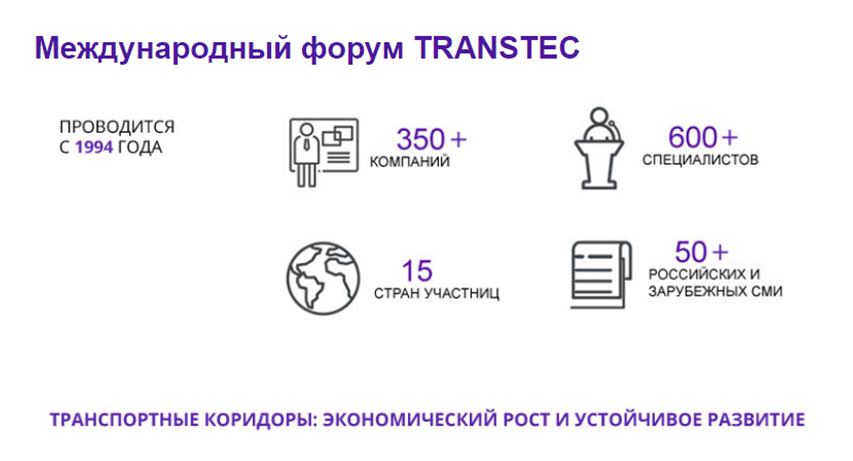 Международный форум TRANSTEC
ПРОВОДИТСЯ
С 1994 ГОДА
350+
КОМПАНИЙ
600+
СПЕЦИАЛИСТОВ
15
СТРАН УЧАСТНИЦ
50+
РОССИЙСКИХ И
ЗАРУБЕЖНЫХ СМИ
ТРАНСПОРТНЫЕ КОРИДОРЫ: ЭКОНОМИЧЕСКИЙ РОСТ И УСТОЙЧИВОЕ РАЗВИТИЕ